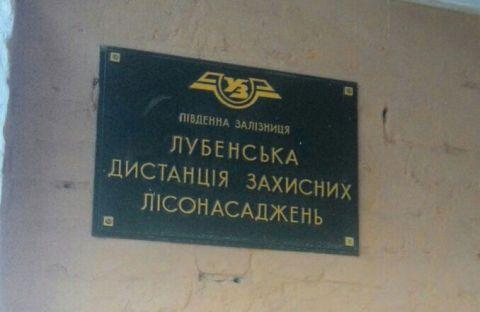 УЗ
ПІВДЕННА ЗАЛІЗНИЦЯ
ЛУБЕНСЬКА
ДИСТАНЦІЯ ЗАХИСНИХ
ЛІСОНАСАДЖЕНЬ